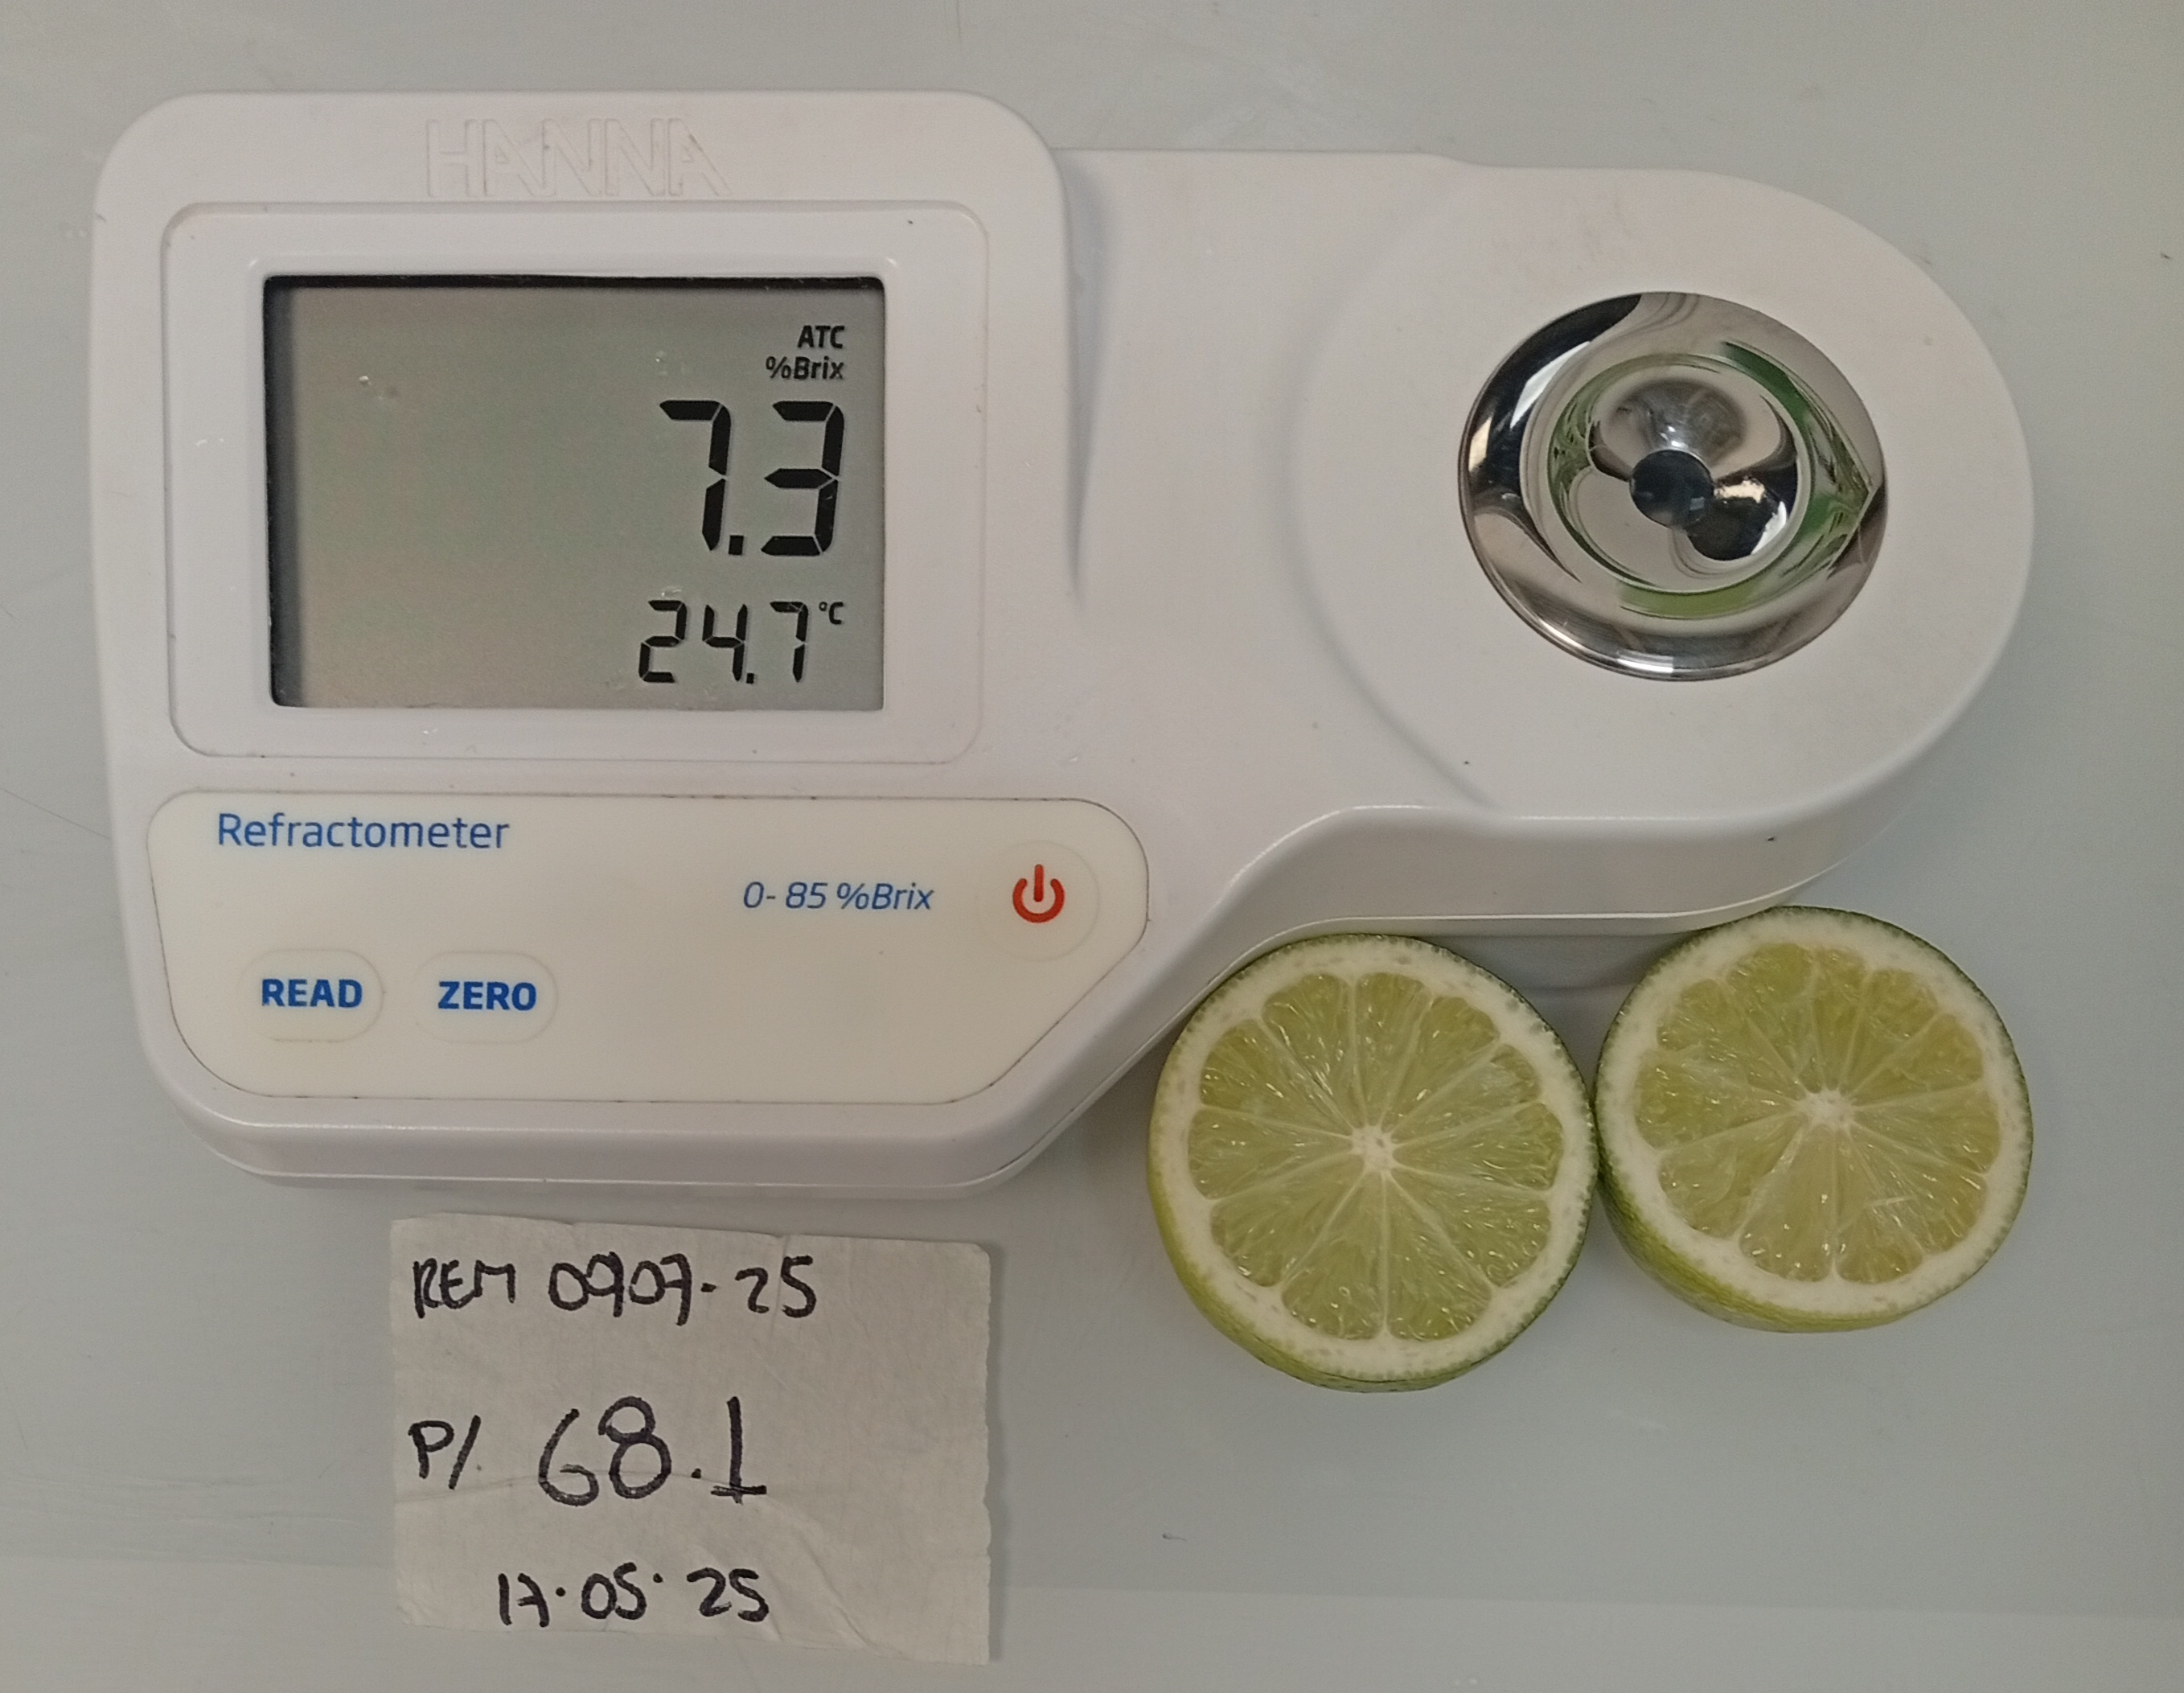 HANNA
ATC
%Brix
7.3
24.7 °C
Refractometer
0-85 %Brix
READ
ZERO
REM 0907-25
P/. 68.1
17.05.25